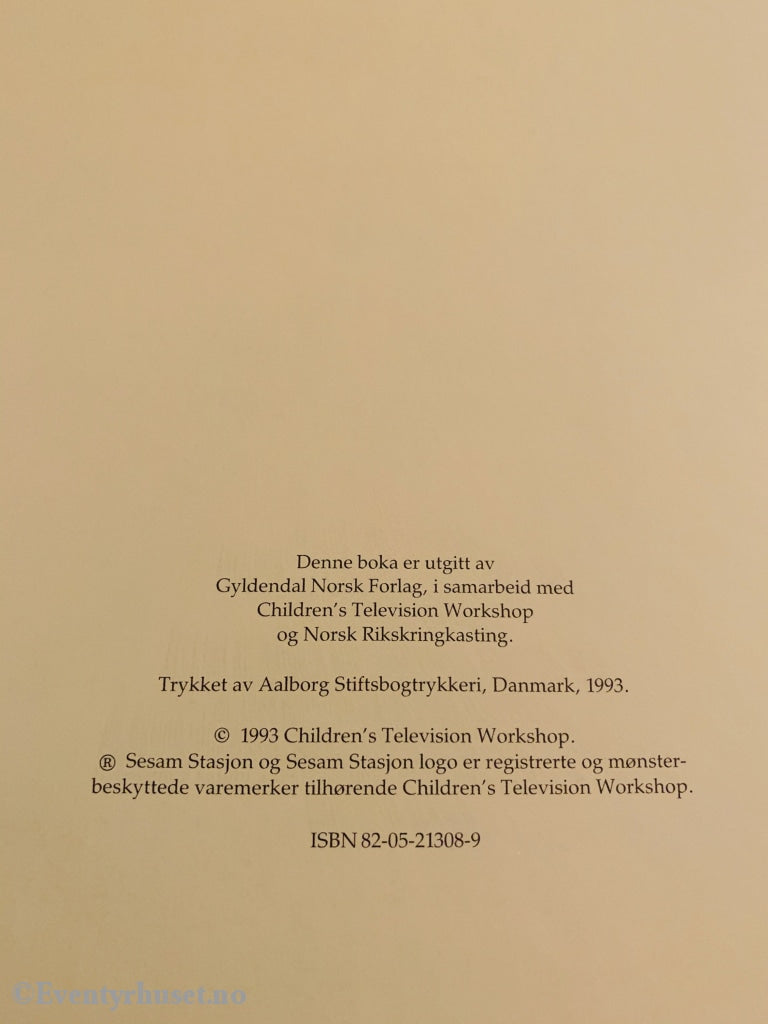 Denne boka er utgitt av
Gyldendal Norsk Forlag, i samarbeid med
Children's Television Workshop
og Norsk Rikskringkasting.
Trykket av Aalborg Stiftsbogtrykkeri, Danmark, 1993.
© 1993 Children's Television Workshop.
® Sesam Stasjon og Sesam Stasjon logo er registrerte og mønster-
beskyttede varemerker tilhørende Children's Television Workshop.
ISBN 82-05-21308-9
©Eventyrhuset.no